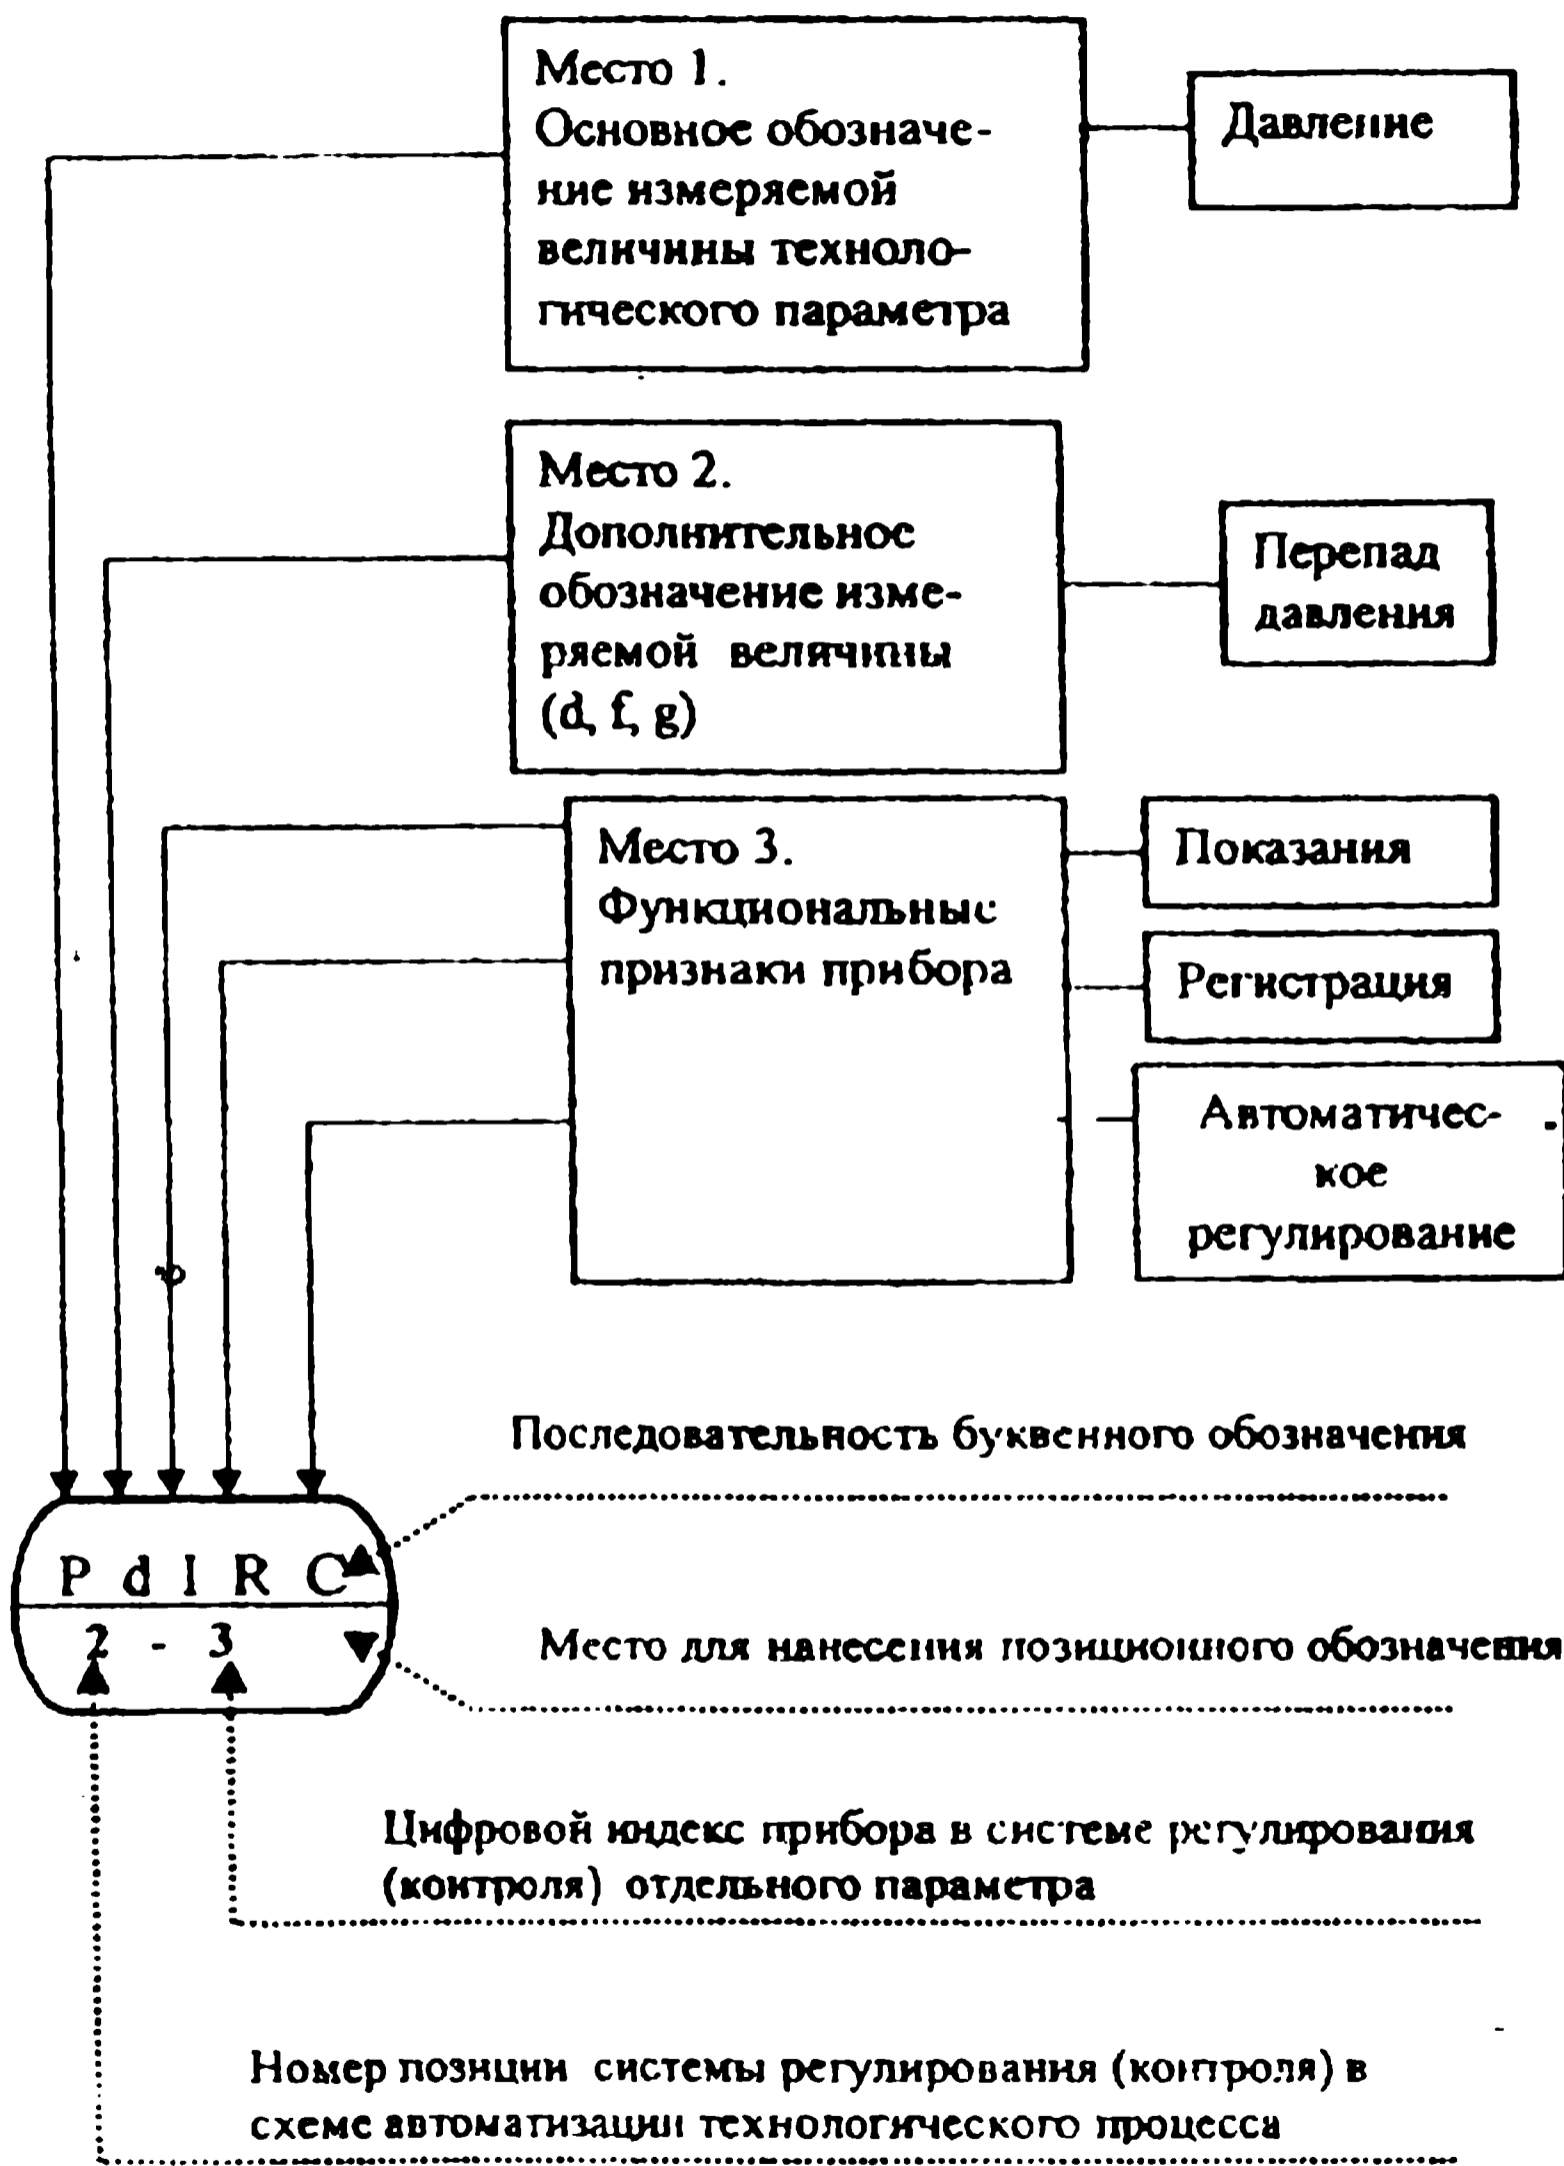 Место 1.
Основное обозначе-
ние измеряемой
величины техноло-
гического параметра
Давление
Место 2.
Дополнительное
обозначение изме-
ряемой величины
(d, f, g)
Перепад
давления
Место 3.
Функциональные
признаки прибора
Показания
Регистрация
Автоматичес-
кое
регулирование
Последовательность буквенного обозначения
P d I R C
2 - 3
Место для нанесения позиционного обозначения
Цифровой индекс прибора в системе регулирования
(контроля) отдельного параметра
Номер позиции системы регулирования (контроля) в
схеме автоматизации технологического процесса